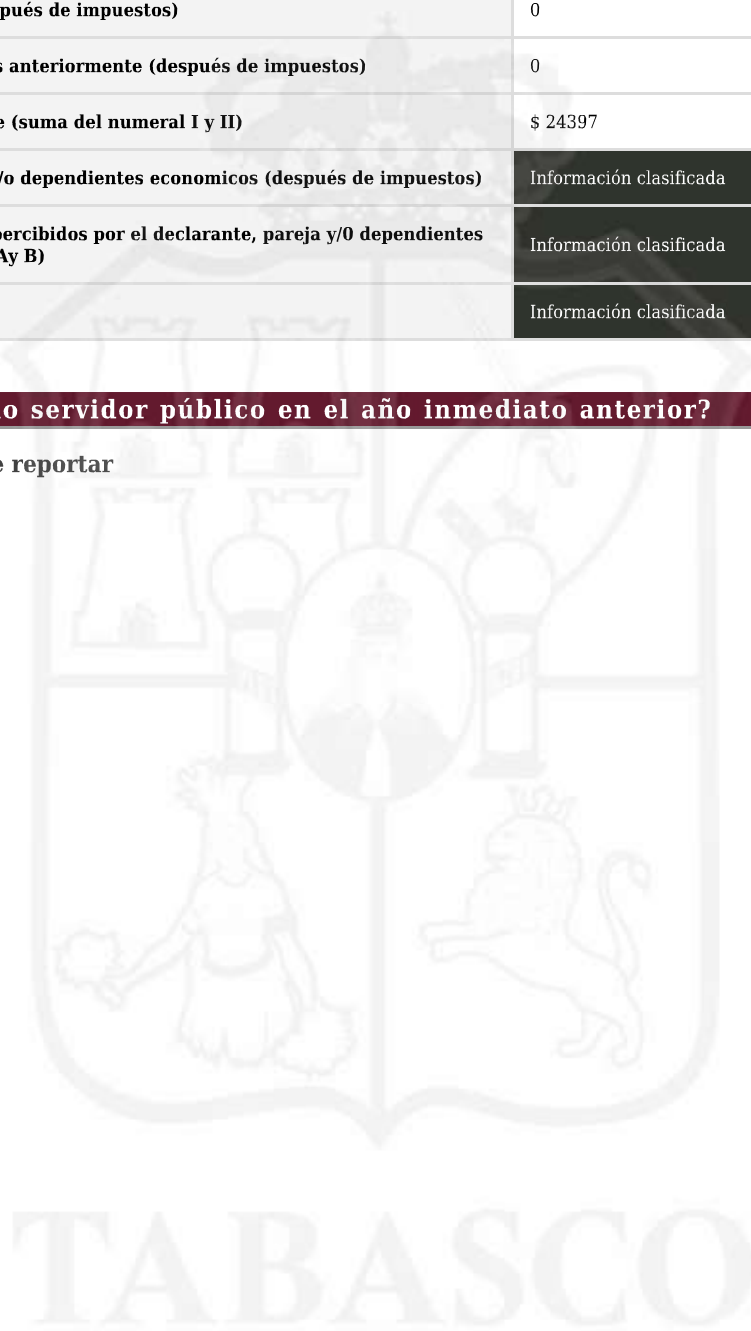 pués de impuestos)
0
s anteriormente (después de impuestos)
0
e (suma del numeral I y II)
$ 24397
/o dependientes economicos (después de impuestos)
Información clasificada
percibidos por el declarante, pareja y/0 dependientes
Ay B)
Información clasificada
Información clasificada
o servidor público en el año inmediato anterior?
e reportar
TABASCO